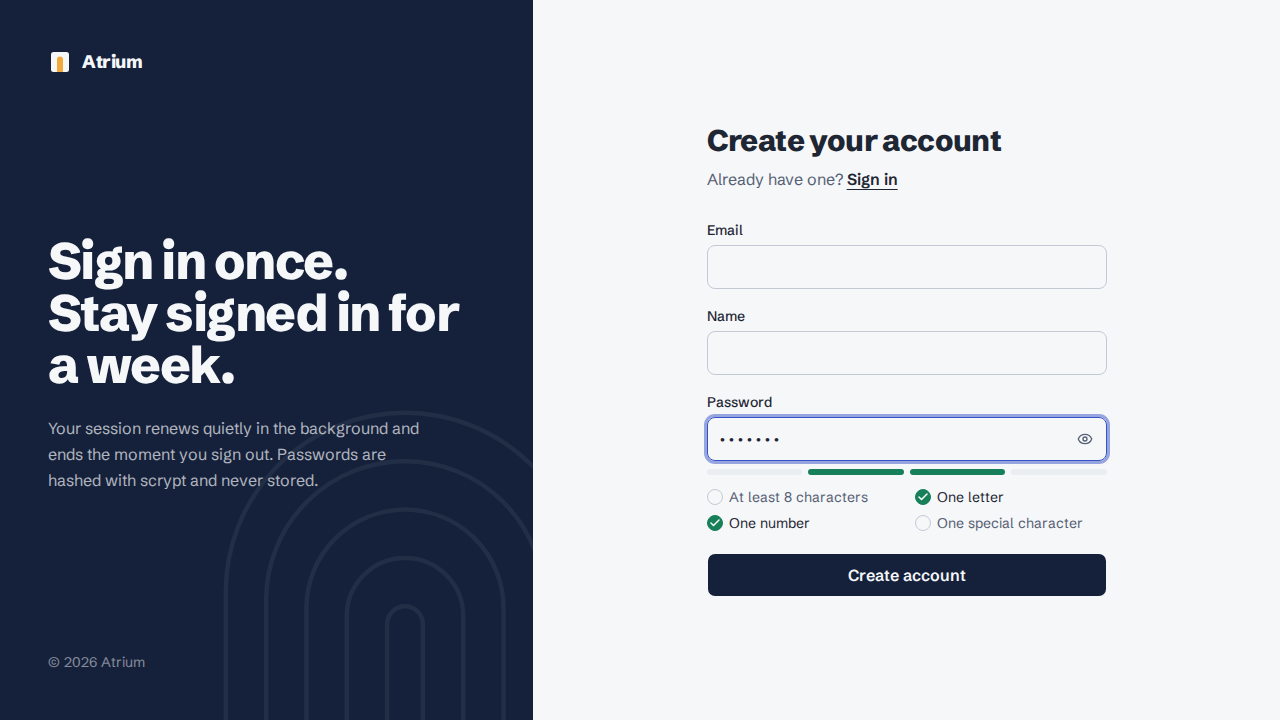 Atrium
Sign in once.
Stay signed in for
a week.
Your session renews quietly in the background and
ends the moment you sign out. Passwords are
hashed with scrypt and never stored.
© 2026 Atrium
Create your account
Already have one? Sign in
Email
Name
Password
•••••••
At least 8 characters
One letter
One number
One special character
Create account